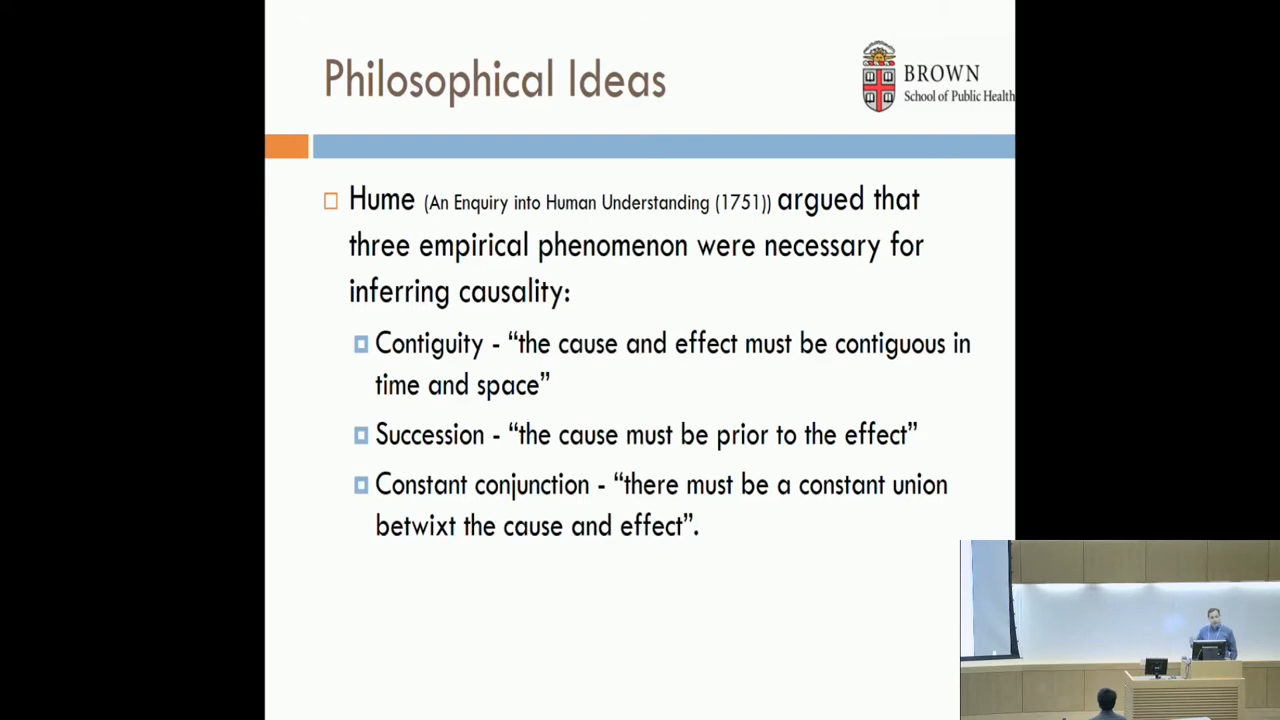 Philosophical Ideas
BROWN
School of Public Health
Hume (An Enquiry into Human Understanding (1751)) argued that
three empirical phenomenon were necessary for
inferring causality:
Contiguity - “the cause and effect must be contiguous in
time and space”
Succession - “the cause must be prior to the effect”
Constant conjunction - “there must be a constant union
betwixt the cause and effect”.